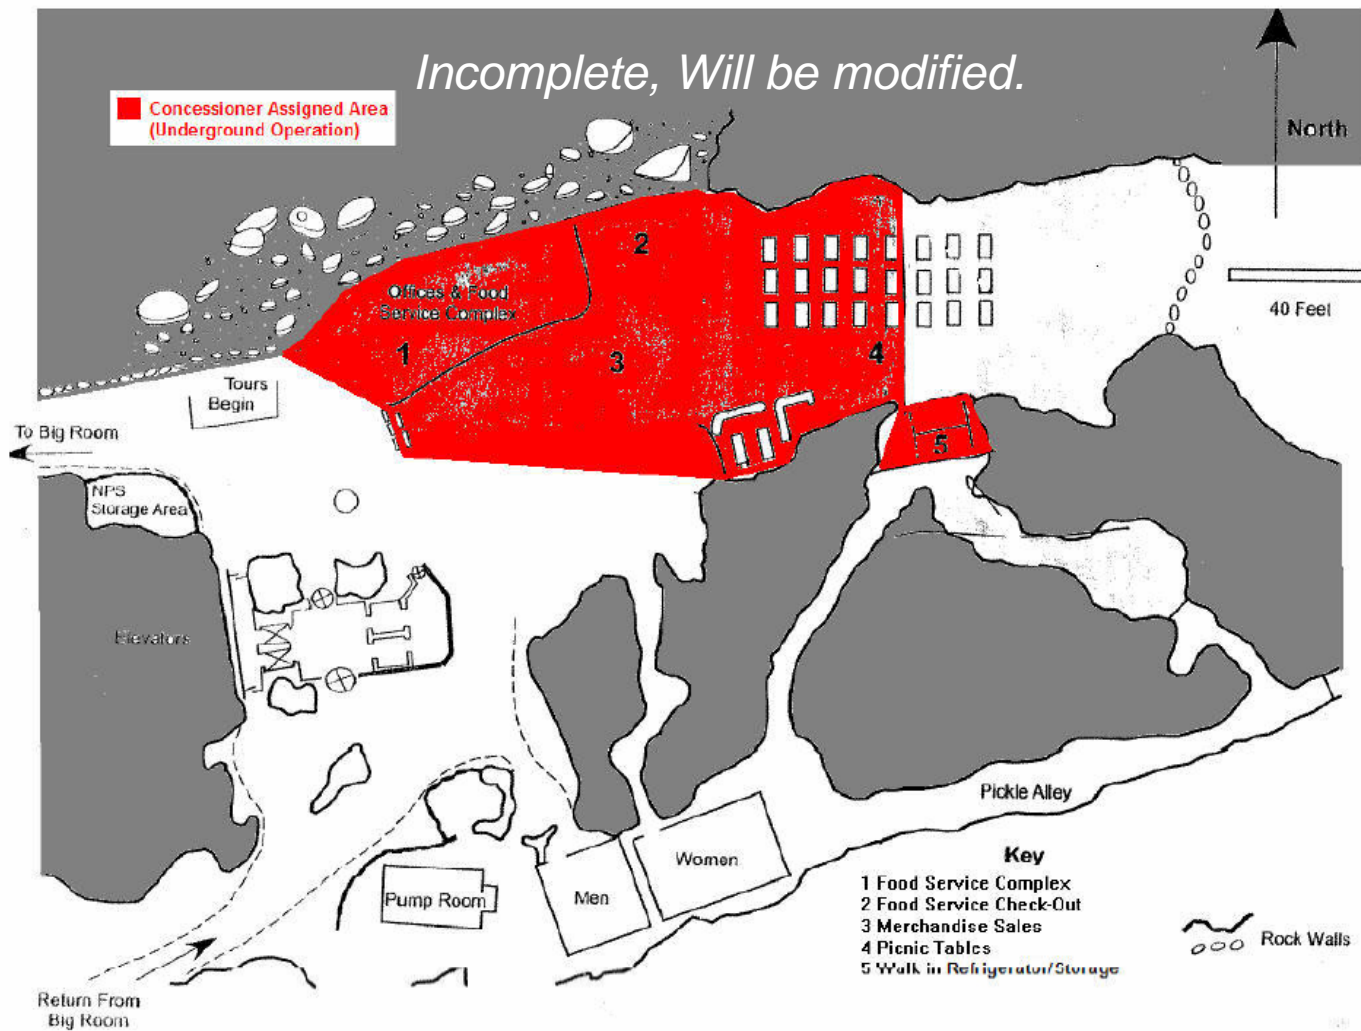 Incomplete, Will be modified.
Concessioner Assigned Area
(Underground Operation)
North
40 Feet
2
Offices & Food
Service Complex
1
3
4
5
Tours
Begin
To Big Room
NPS
Storage Area
Elevators
Pickle Alley
Women
Men
Pump Room
Return From
Big Room
Key
1 Food Service Complex
2 Food Service Check-Out
3 Merchandise Sales
4 Picnic Tables
5 Walk in Refrigerator/Storage
Rock Walls